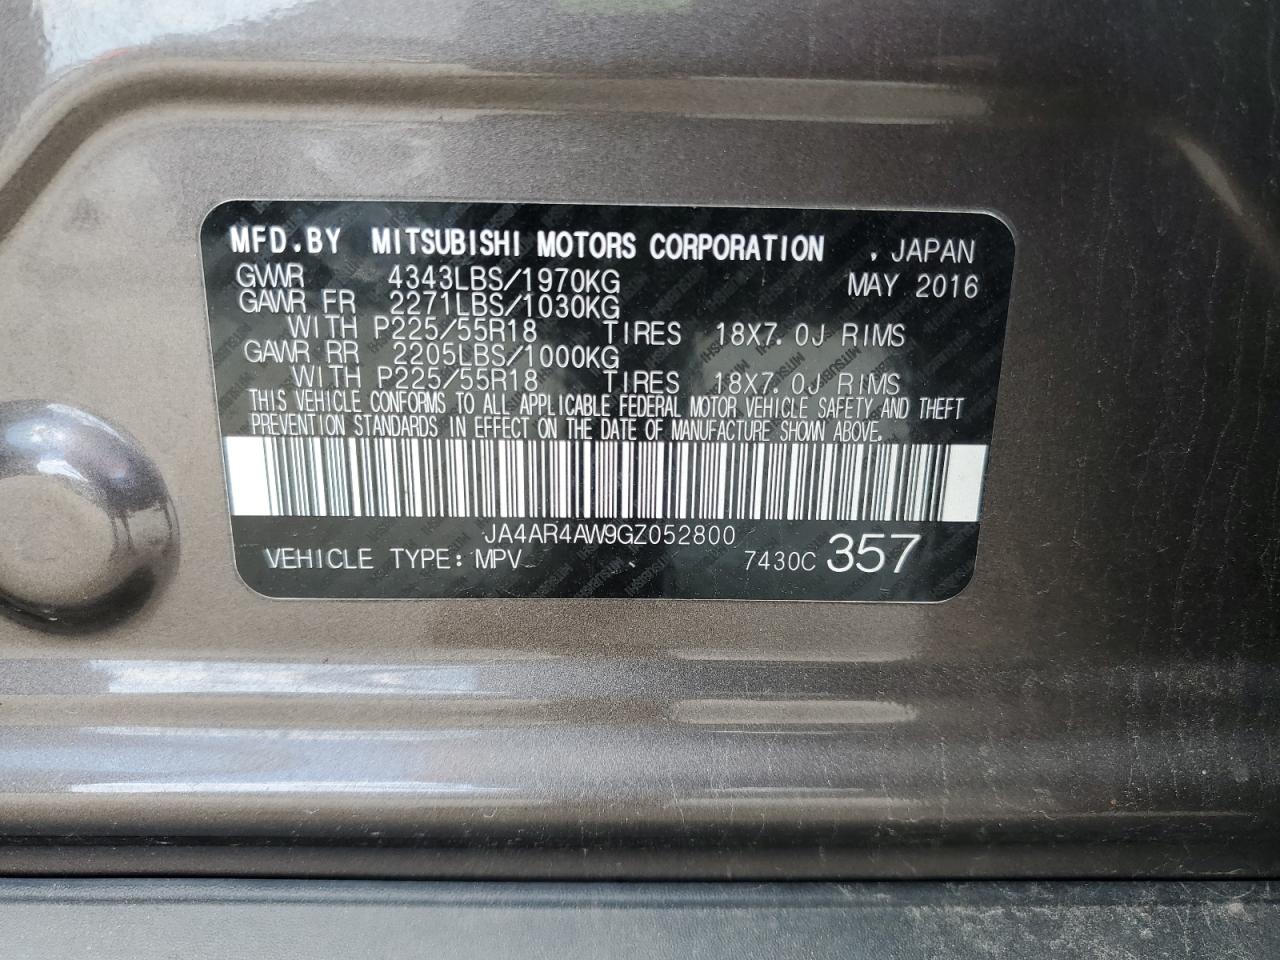 MFD.BY MITSUBISHI MOTORS CORPORATION , JAPAN
GVWR 4343LBS/1970KG MAY 2016
GAWR FR 2271LBS/1030KG
WITH P225/55R18 TIRES 18X7.0J RIMS
GAWR RR 2205LBS/1000KG
WITH P225/55R18 TIRES 18X7.0J RIMS
THIS VEHICLE CONFORMS TO ALL APPLICABLE FEDERAL MOTOR VEHICLE SAFETY AND THEFT
PREVENTION STANDARDS IN EFFECT ON THE DATE OF MANUFACTURE SHOWN ABOVE.
JA4AR4AW9GZ052800
VEHICLE TYPE:MPV 7430C 357